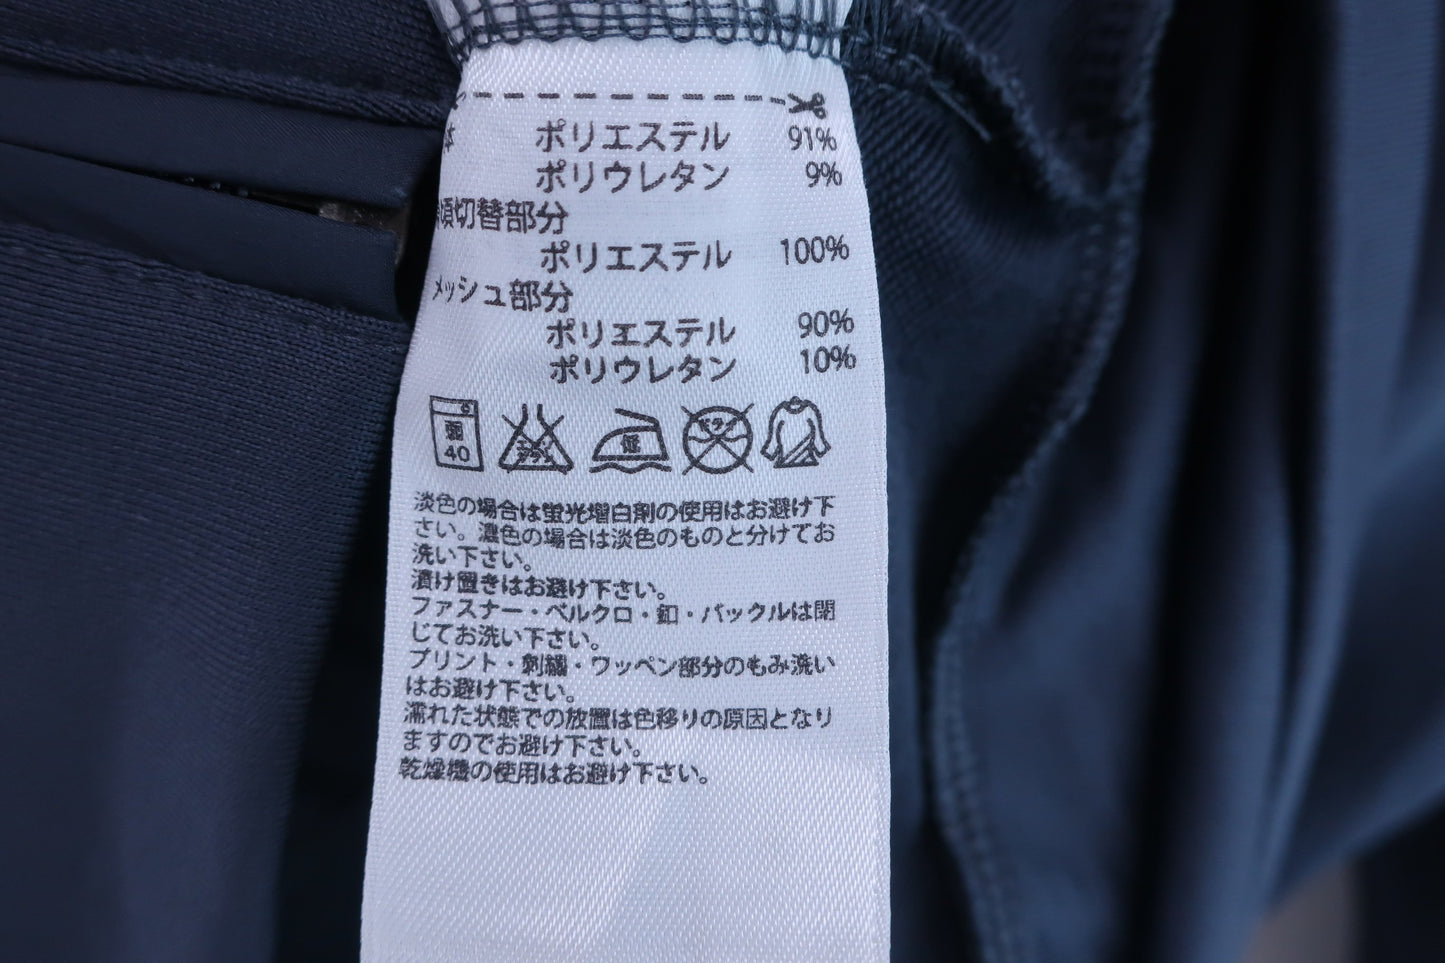 体 ポリエステル 91%
ポリウレタン 9%
切替部分
ポリエステル 100%
メッシュ部分
ポリエステル 90%
ポリウレタン 10%
弱 40 低 ドライ
淡色の場合は蛍光増白剤の使用はお避け下
さい。濃色の場合は淡色のものと分けてお
洗い下さい。
漬け置きはお避け下さい。
ファスナー・ベルクロ・釦・バックルは閉
じてお洗い下さい。
プリント・刺繍・ワッペン部分のもみ洗い
はお避け下さい。
濡れた状態での放置は色移りの原因となり
ますのでお避け下さい。
乾燥機の使用はお避け下さい。